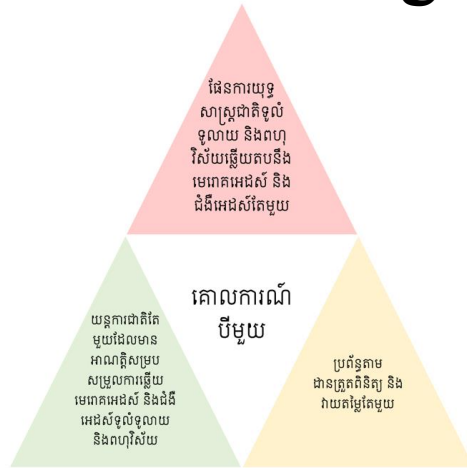 ផែនការយុទ្ធ
សាស្ត្រជាតិទូលំ
ទូលាយ និងពហុ
វិស័យឆ្លើយតបនឹង
មេរោគអេដស៍ និង
ជំងឺអេដស៍តែមួយ
គោលការណ៍
បីមួយ
យន្តការជាតិតែ
មួយដែលមាន
អាណត្តិសម្រប
សម្រួលការឆ្លើយ
មេរោគអេដស៍ និងជំងឺ
អេដស៍ទូលំទូលាយ
និងពហុវិស័យ
ប្រព័ន្ធតាម
ដានត្រួតពិនិត្យ និង
វាយតម្លៃតែមួយ